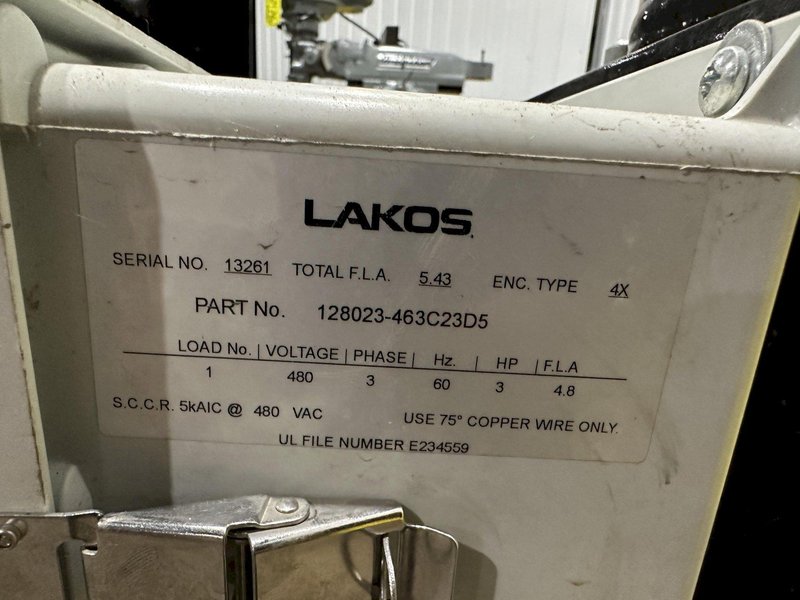 LAKOS
SERIAL NO. 13261 TOTAL F.L.A. 5.43 ENC. TYPE 4X
PART No. 128023-463C23D5
LOAD No. | VOLTAGE | PHASE | Hz. | HP | F.L.A
1 480 3 60 3 4.8
S.C.C.R. 5kAIC @ 480 VAC USE 75° COPPER WIRE ONLY.
UL FILE NUMBER E234559